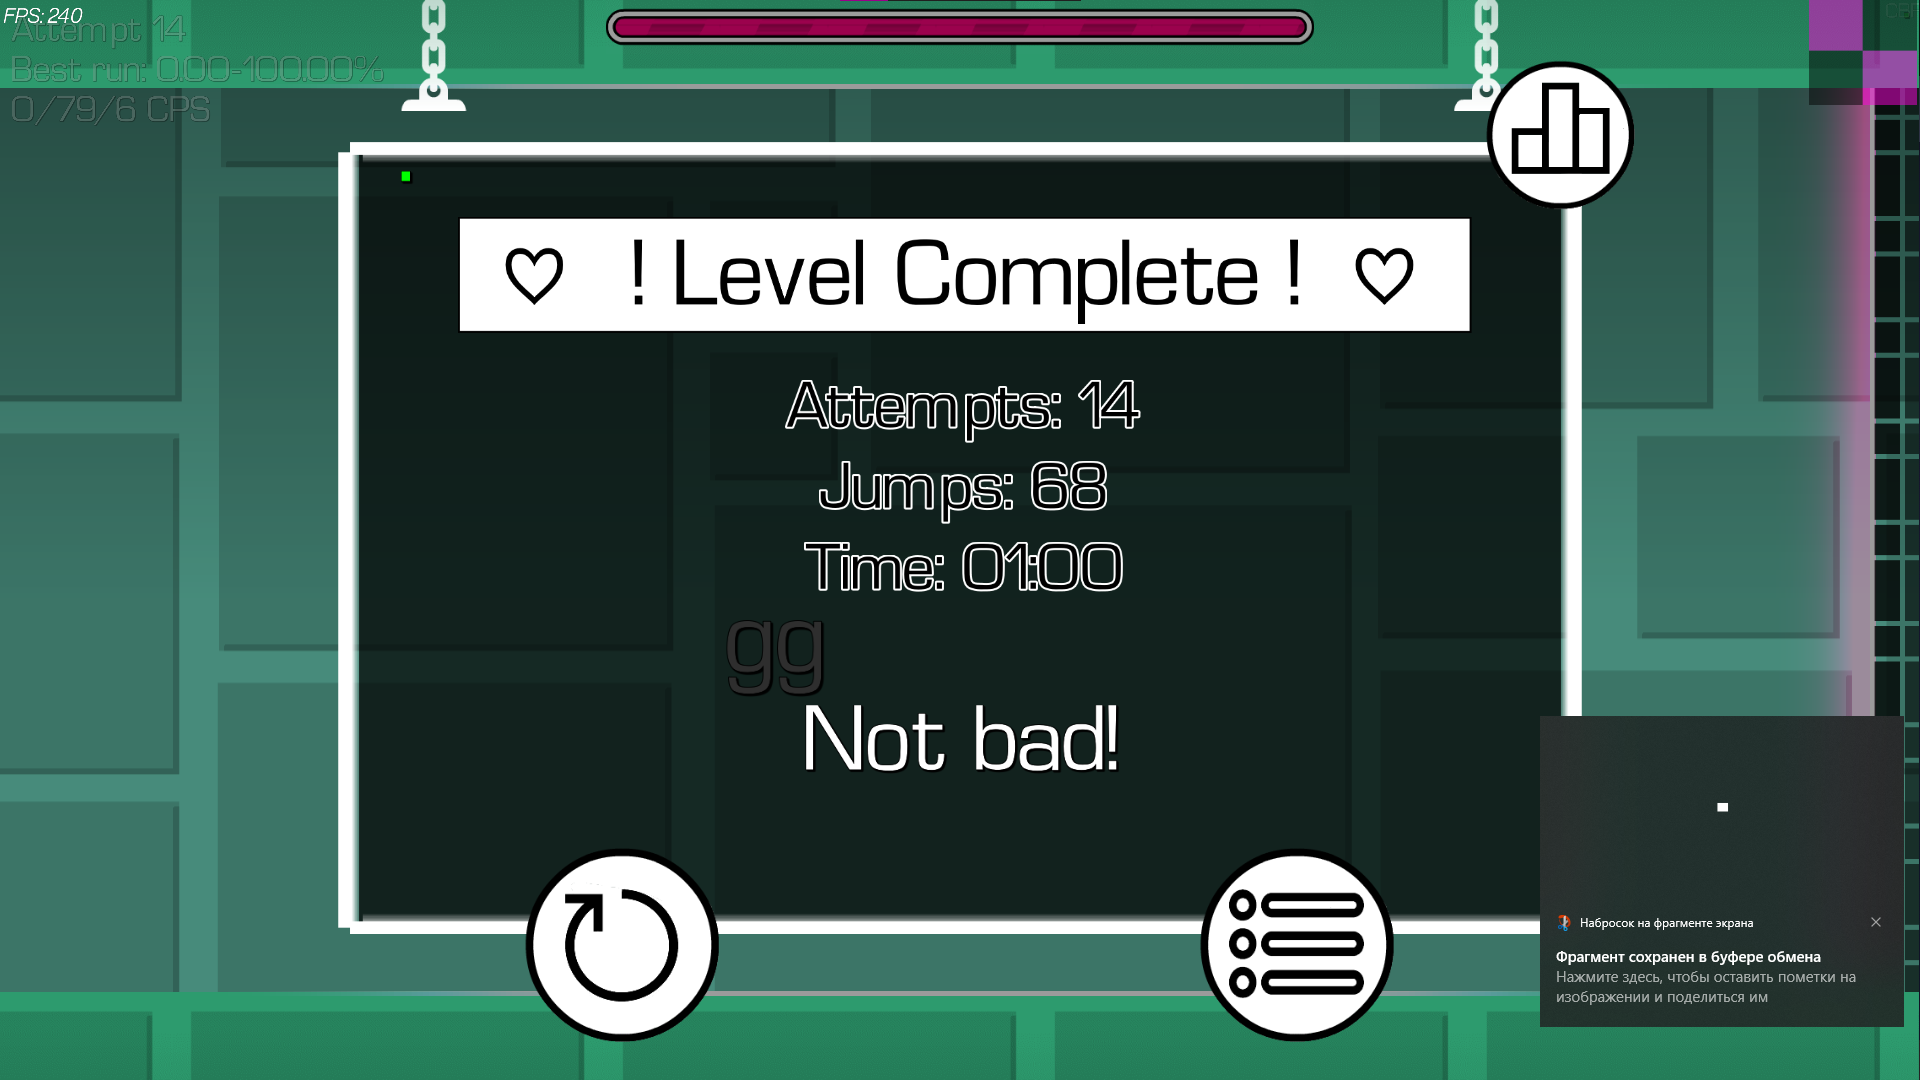 FPS: 240
Attempt 14
Best run: 0.00-100.00%
0/79/6 CPS
! Level Complete !
Attempts: 14
Jumps: 68
Time: 01:00
gg
Not bad!
Набросок на фрагменте экрана
Фрагмент сохранен в буфере обмена
Нажмите здесь, чтобы оставить пометки на
изображении и поделиться им